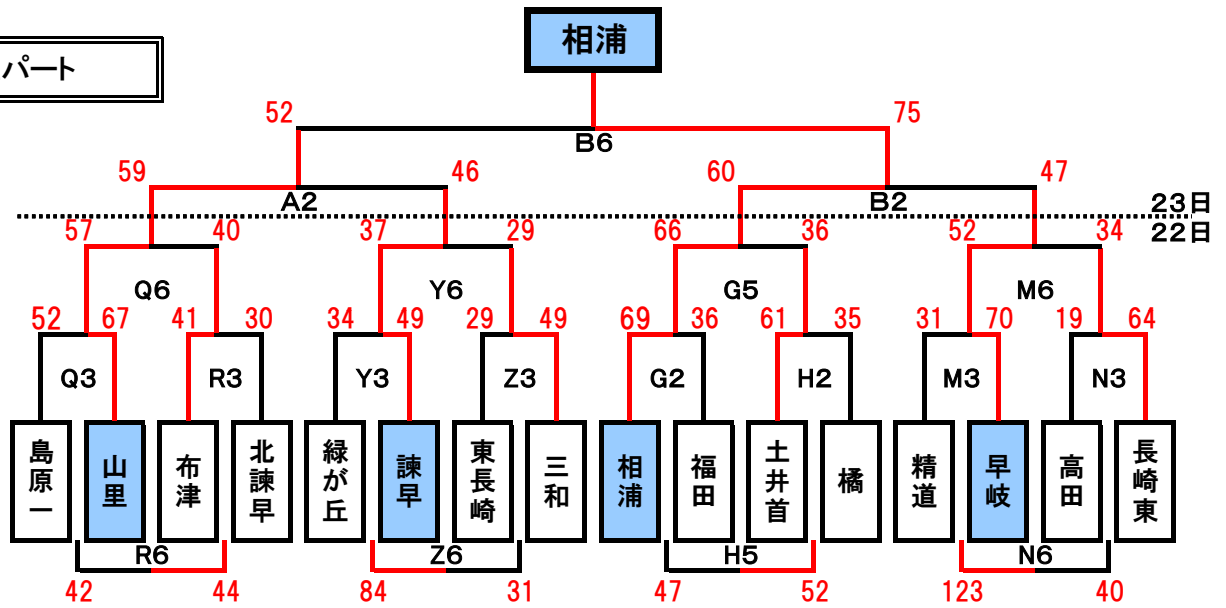 相浦
パート
52 75
B6
59 46 60 47
A2 B2 23日
57 40 37 29 66 36 52 34 22日
Q6 Y6 G5 M6
52 67 41 30 34 49 29 49 69 36 61 35 31 70 19 64
Q3 R3 Y3 Z3 G2 H2 M3 N3
島原一 山里 布津 北諫早 緑が丘 諫早 東長崎 三和 相浦 福田 土井首 橘 精道 早岐 高田 長崎東
R6 Z6 H5 N6
42 44 84 31 47 52 123 40